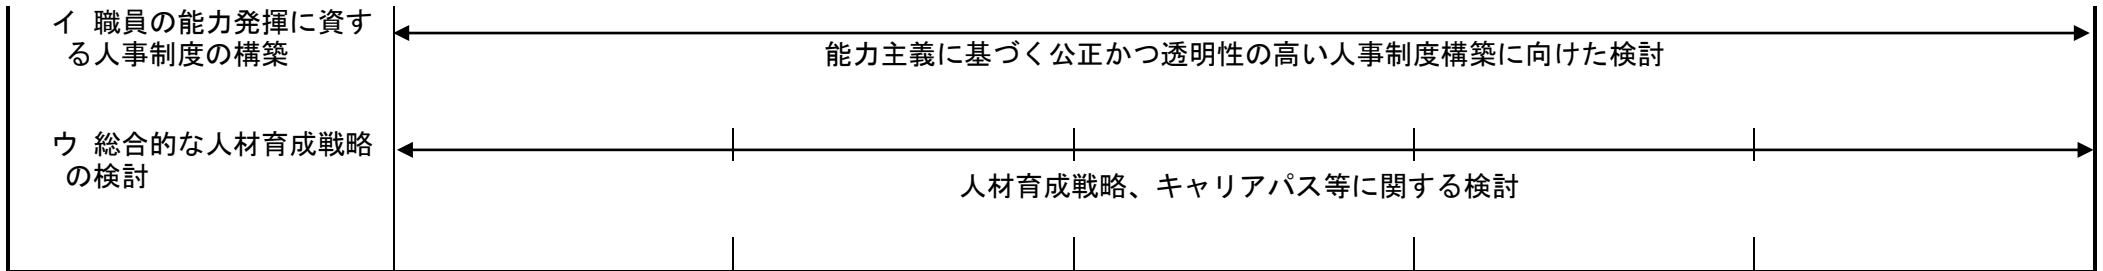 イ 職員の能力発揮に資す
る人事制度の構築
能力主義に基づく公正かつ透明性の高い人事制度構築に向けた検討
ウ 総合的な人材育成戦略
の検討
人材育成戦略、キャリアパス等に関する検討